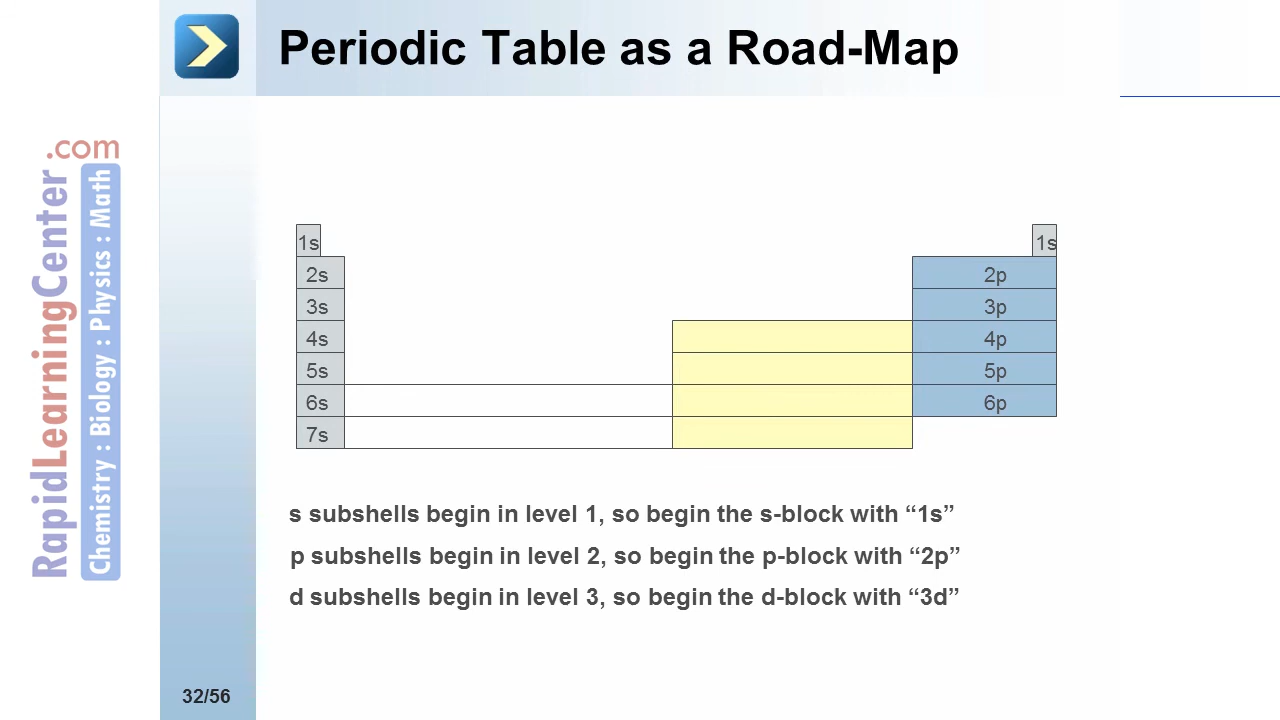 Periodic Table as a Road-Map
RapidLearningCenter.com
Chemistry : Biology : Physics : Math
1s 1s
2s 2p
3s 3p
4s 4p
5s 5p
6s 6p
7s
s subshells begin in level 1, so begin the s-block with “1s”
p subshells begin in level 2, so begin the p-block with “2p”
d subshells begin in level 3, so begin the d-block with “3d”
32/56